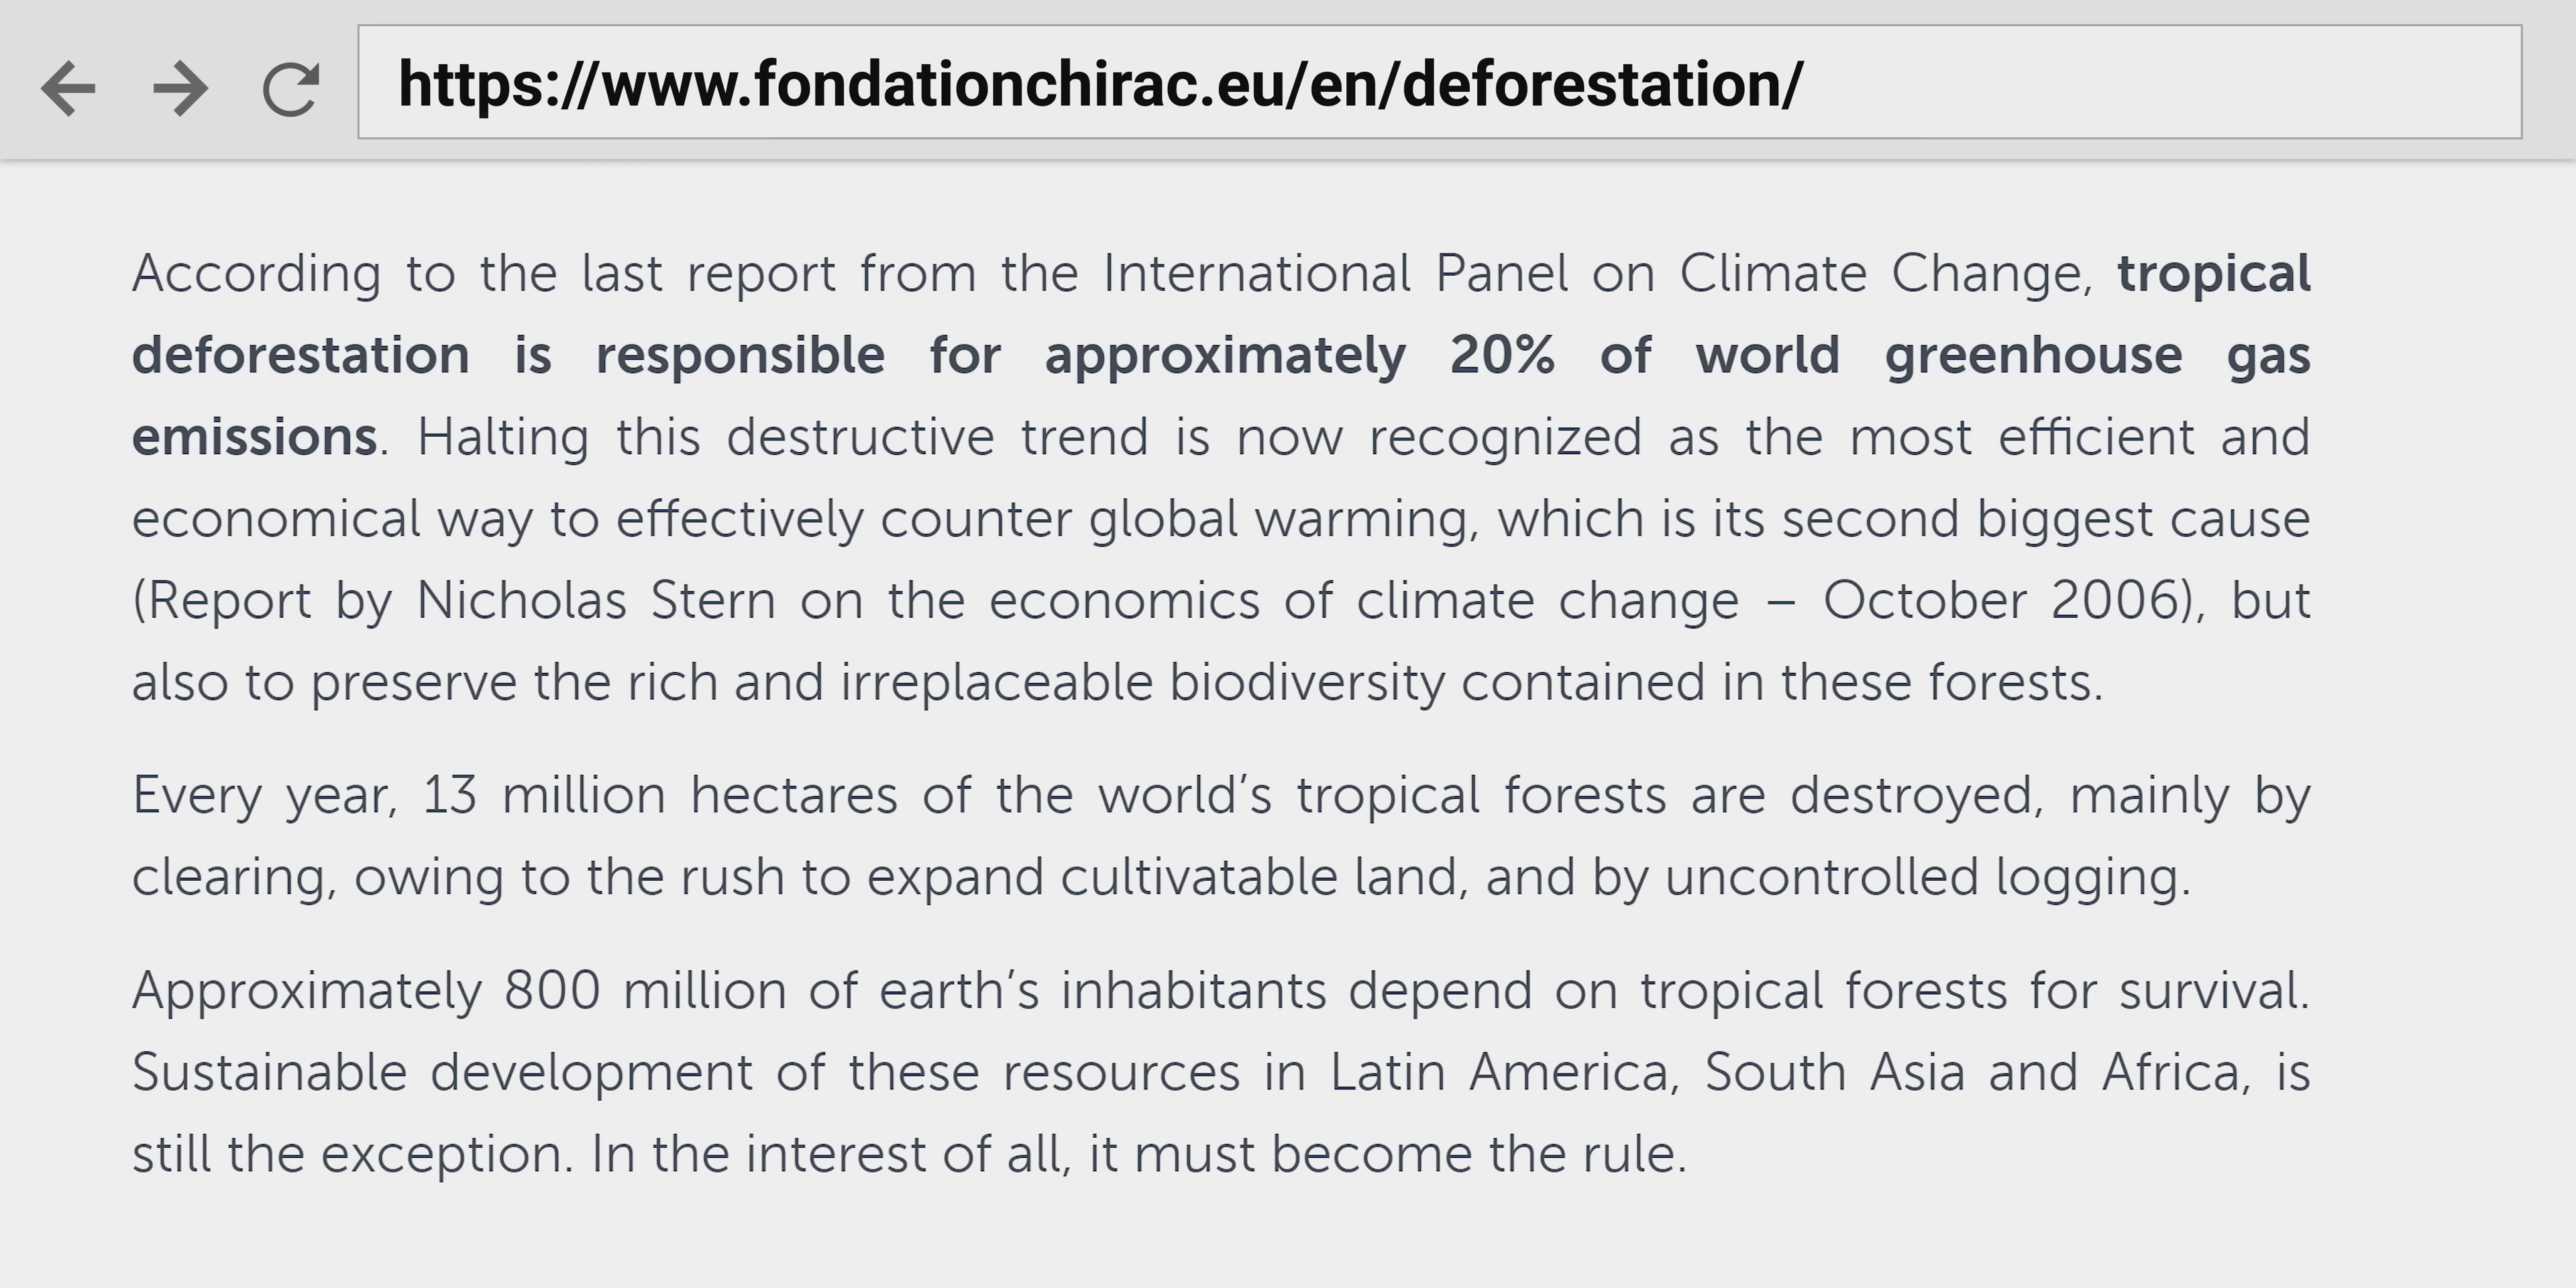 https://www.fondationchirac.eu/en/deforestation/
According to the last report from the International Panel on Climate Change, tropical
deforestation is responsible for approximately 20% of world greenhouse gas
emissions. Halting this destructive trend is now recognized as the most efficient and
economical way to effectively counter global warming, which is its second biggest cause
(Report by Nicholas Stern on the economics of climate change – October 2006), but
also to preserve the rich and irreplaceable biodiversity contained in these forests.
Every year, 13 million hectares of the world’s tropical forests are destroyed, mainly by
clearing, owing to the rush to expand cultivatable land, and by uncontrolled logging.
Approximately 800 million of earth’s inhabitants depend on tropical forests for survival.
Sustainable development of these resources in Latin America, South Asia and Africa, is
still the exception. In the interest of all, it must become the rule.